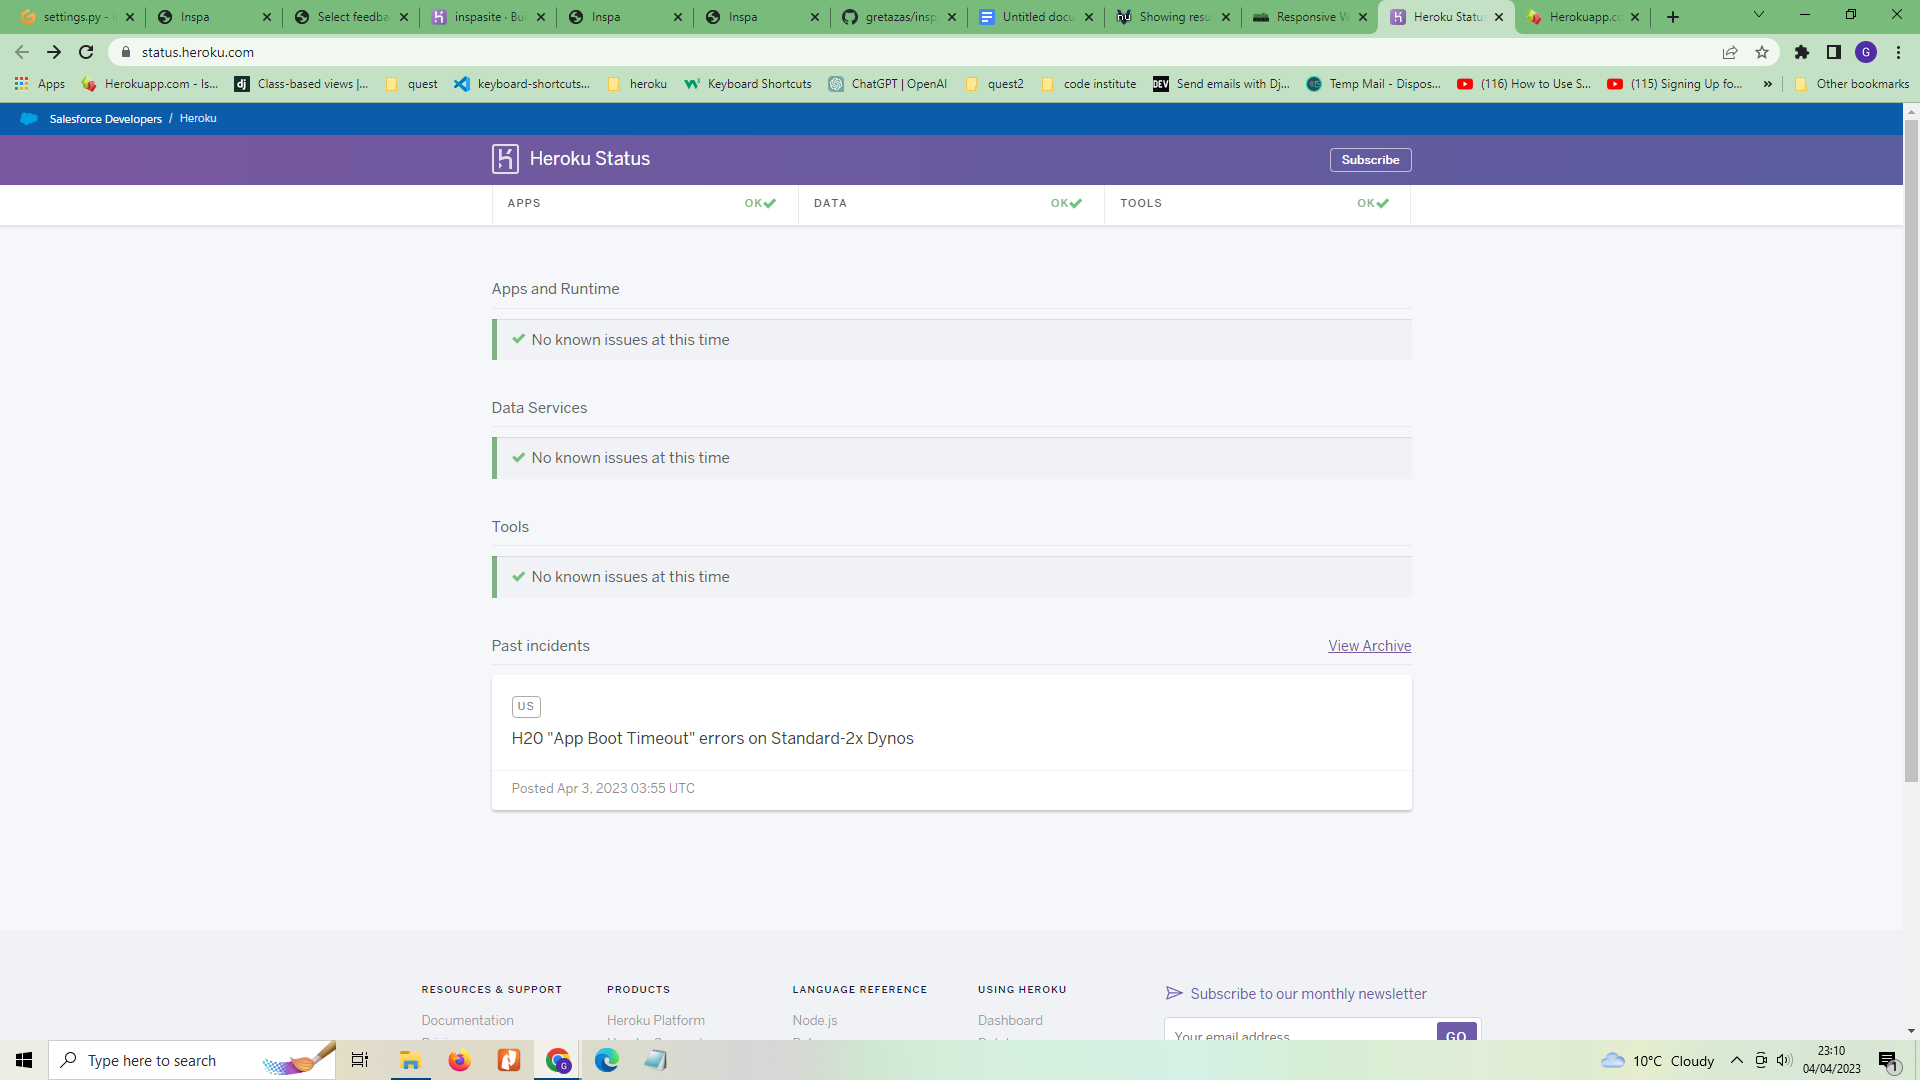 settings.py - i
Inspa
Select feedba
inspasite · Bui
Inspa
Inspa
gretazas/insp
Untitled docu
Showing resu
Responsive W
Heroku Status
Herokuapp.co
status.heroku.com
G
Apps
Herokuapp.com - Is...
dj
Class-based views |...
quest
keyboard-shortcuts...
heroku
Keyboard Shortcuts
ChatGPT | OpenAI
quest2
code institute
DEV
Send emails with Dj...
Temp Mail - Dispos...
(116) How to Use S...
(115) Signing Up fo...
»
Other bookmarks
Salesforce Developers / Heroku
Heroku Status
Subscribe
APPS OK
DATA OK
TOOLS OK
Apps and Runtime
No known issues at this time
Data Services
No known issues at this time
Tools
No known issues at this time
Past incidents
View Archive
US
H20 "App Boot Timeout" errors on Standard-2x Dynos
Posted Apr 3, 2023 03:55 UTC
RESOURCES & SUPPORT
PRODUCTS
LANGUAGE REFERENCE
USING HEROKU
Subscribe to our monthly newsletter
Documentation
Heroku Platform
Node.js
Dashboard
Your email address
GO
Type here to search
10°C Cloudy
23:10
04/04/2023
1